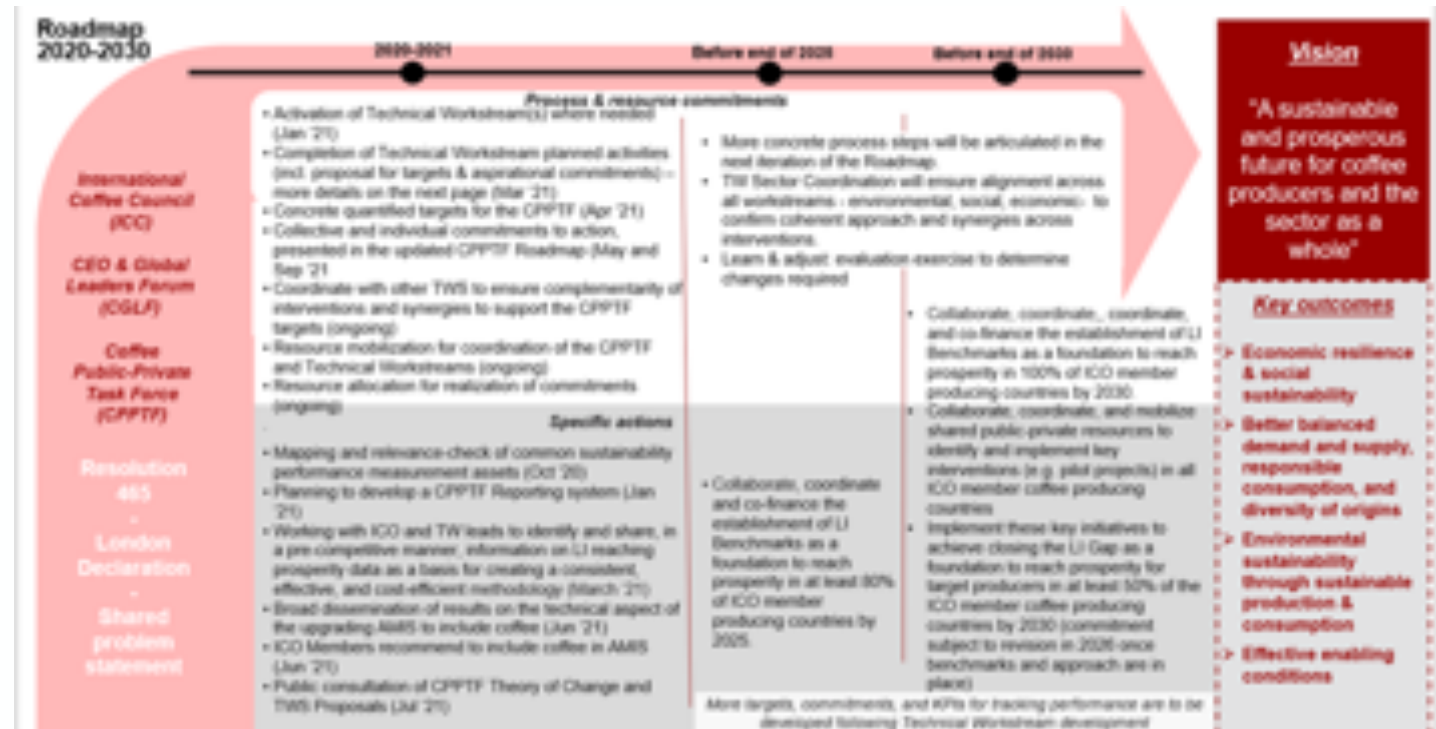 Roadmap
2020-2030
2020-2021
Before end of 2025
Before end of 2030
Process & resource commitments
International
Coffee Council
(ICC)
CEO & Global
Leaders Forum
(CGLF)
Coffee
Public-Private
Task Force
(CPPTF)
Resolution
465
-
London
Declaration
-
Shared
problem
statement
• Activation of Technical Workstream(s) where needed
(Jan '21)
• Completion of Technical Workstream planned activities
(incl. proposal for targets & aspirational commitments) –
more details on the next page (Mar '21)
• Concrete quantified targets for the CPPTF (Apr '21)
• Collective and individual commitments to action,
presented in the updated CPPTF Roadmap (May and
Sep '21
• Coordinate with other TWS to ensure complementarity of
interventions and synergies to support the CPPTF
targets (ongoing)
• Resource mobilization for coordination of the CPPTF
and Technical Workstreams (ongoing)
• Resource allocation for realization of commitments
(ongoing)
• More concrete process steps will be articulated in the
next iteration of the Roadmap.
• TW Sector Coordination will ensure alignment across
all workstreams - environmental, social, economic- to
confirm coherent approach and synergies across
interventions.
• Learn & adjust: evaluation exercise to determine
changes required
Specific actions
• Mapping and relevance-check of common sustainability
performance measurement assets (Oct '20)
• Planning to develop a CPPTF Reporting system (Jan
'21)
• Working with ICO and TW leads to identify and share, in
a pre-competitive manner, information on LI reaching
prosperity data as a basis for creating a consistent,
effective, and cost-efficient methodology (March '21)
• Broad dissemination of results on the technical aspect of
the upgrading AMIS to include coffee (Jun '21)
• ICO Members recommend to include coffee in AMIS
(Jun '21)
• Public consultation of CPPTF Theory of Change and
TWS Proposals (Jul '21)
• Collaborate, coordinate
and co-finance the
establishment of LI
Benchmarks as a
foundation to reach
prosperity in at least 80%
of ICO member
producing countries by
2025.
• Collaborate, coordinate,, coordinate,
and co-finance the establishment of LI
Benchmarks as a foundation to reach
prosperity in 100% of ICO member
producing countries by 2030.
• Collaborate, coordinate, and mobilize
shared public-private resources to
identify and implement key
interventions (e.g. pilot projects) in all
ICO member coffee producing
countries
• Implement these key initiatives to
achieve closing the LI Gap as a
foundation to reach prosperity for
target producers in at least 50% of the
ICO member coffee producing
countries by 2030 (commitment
subject to revision in 2026 once
benchmarks and approach are in
place)
More targets, commitments, and KPIs for tracking performance are to be
developed following Technical Workstream development
Vision
"A sustainable
and prosperous
future for coffee
producers and the
sector as a
whole"
Key outcomes
➢ Economic resilience
& social
sustainability
➢ Better balanced
demand and supply,
responsible
consumption, and
diversity of origins
➢ Environmental
sustainability
through sustainable
production &
consumption
➢ Effective enabling
conditions